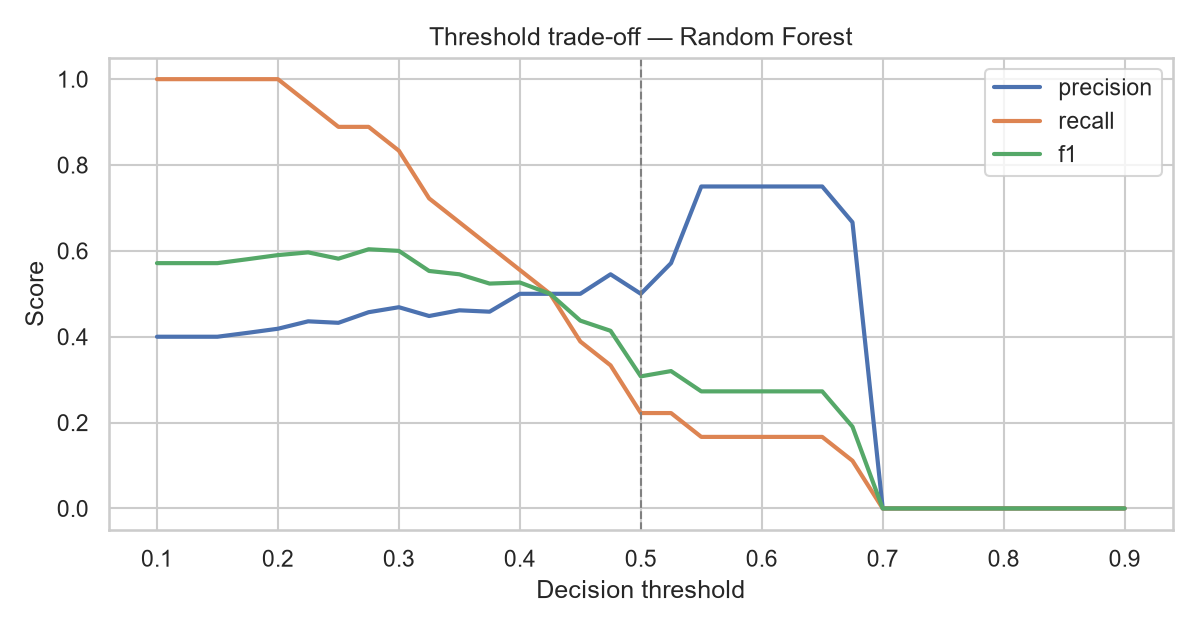 Threshold trade-off — Random Forest
precision
recall
f1
Score
1.0
0.8
0.6
0.4
0.2
0.0
0.1 0.2 0.3 0.4 0.5 0.6 0.7 0.8 0.9
Decision threshold